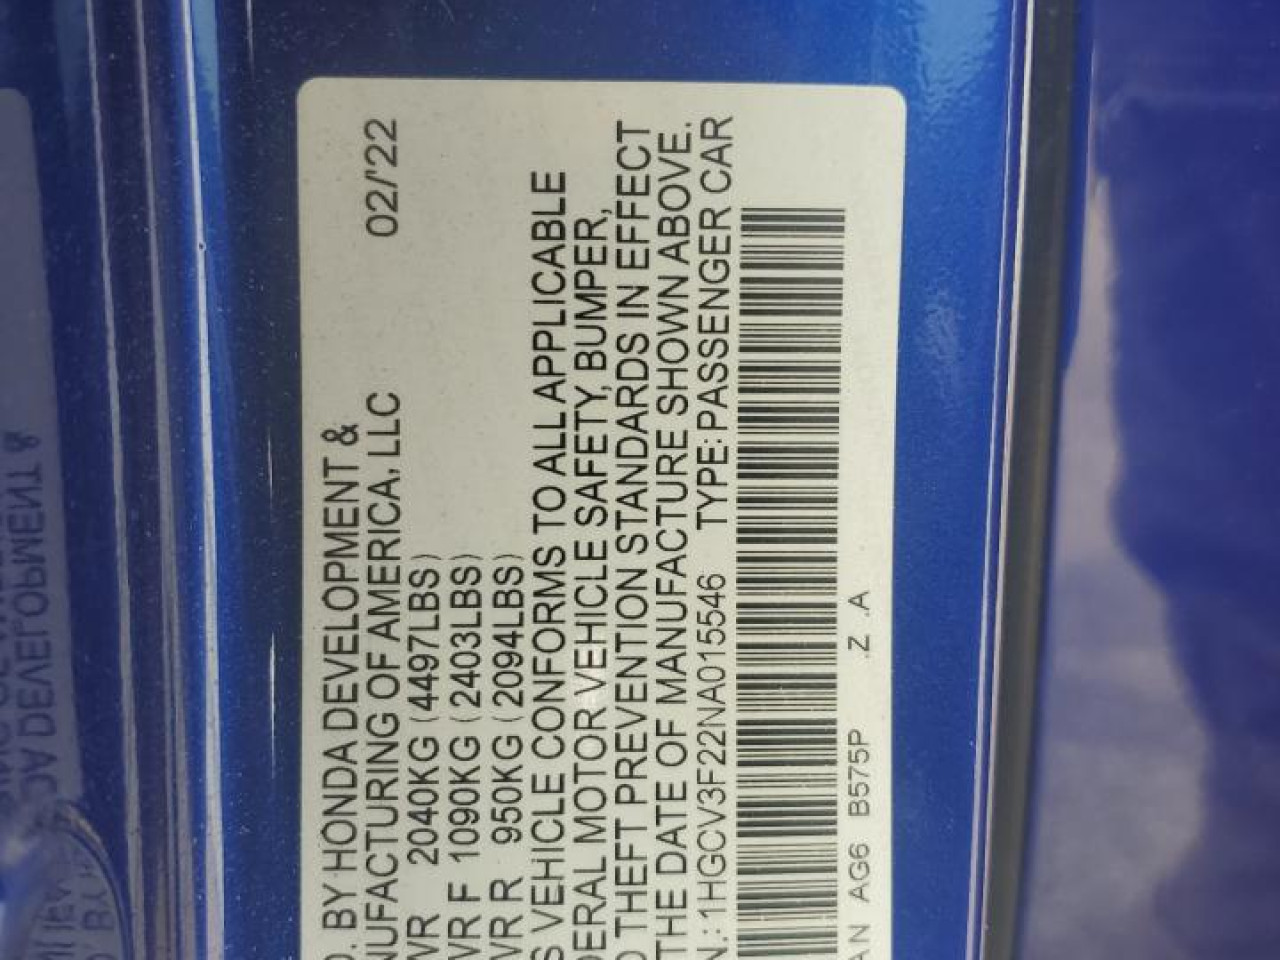 . BY HONDA DEVELOPMENT &
NUFACTURING OF AMERICA, LLC 02/'22
WR 2040KG (4497LBS)
WR F 1090KG (2403LBS)
WR R 950KG (2094LBS)
S VEHICLE CONFORMS TO ALL APPLICABLE
DERAL MOTOR VEHICLE SAFETY, BUMPER,
D THEFT PREVENTION STANDARDS IN EFFECT
THE DATE OF MANUFACTURE SHOWN ABOVE.
N.:1HGCV3F22NA015546 TYPE:PASSENGER CAR
AN AG6 B575P .Z .A